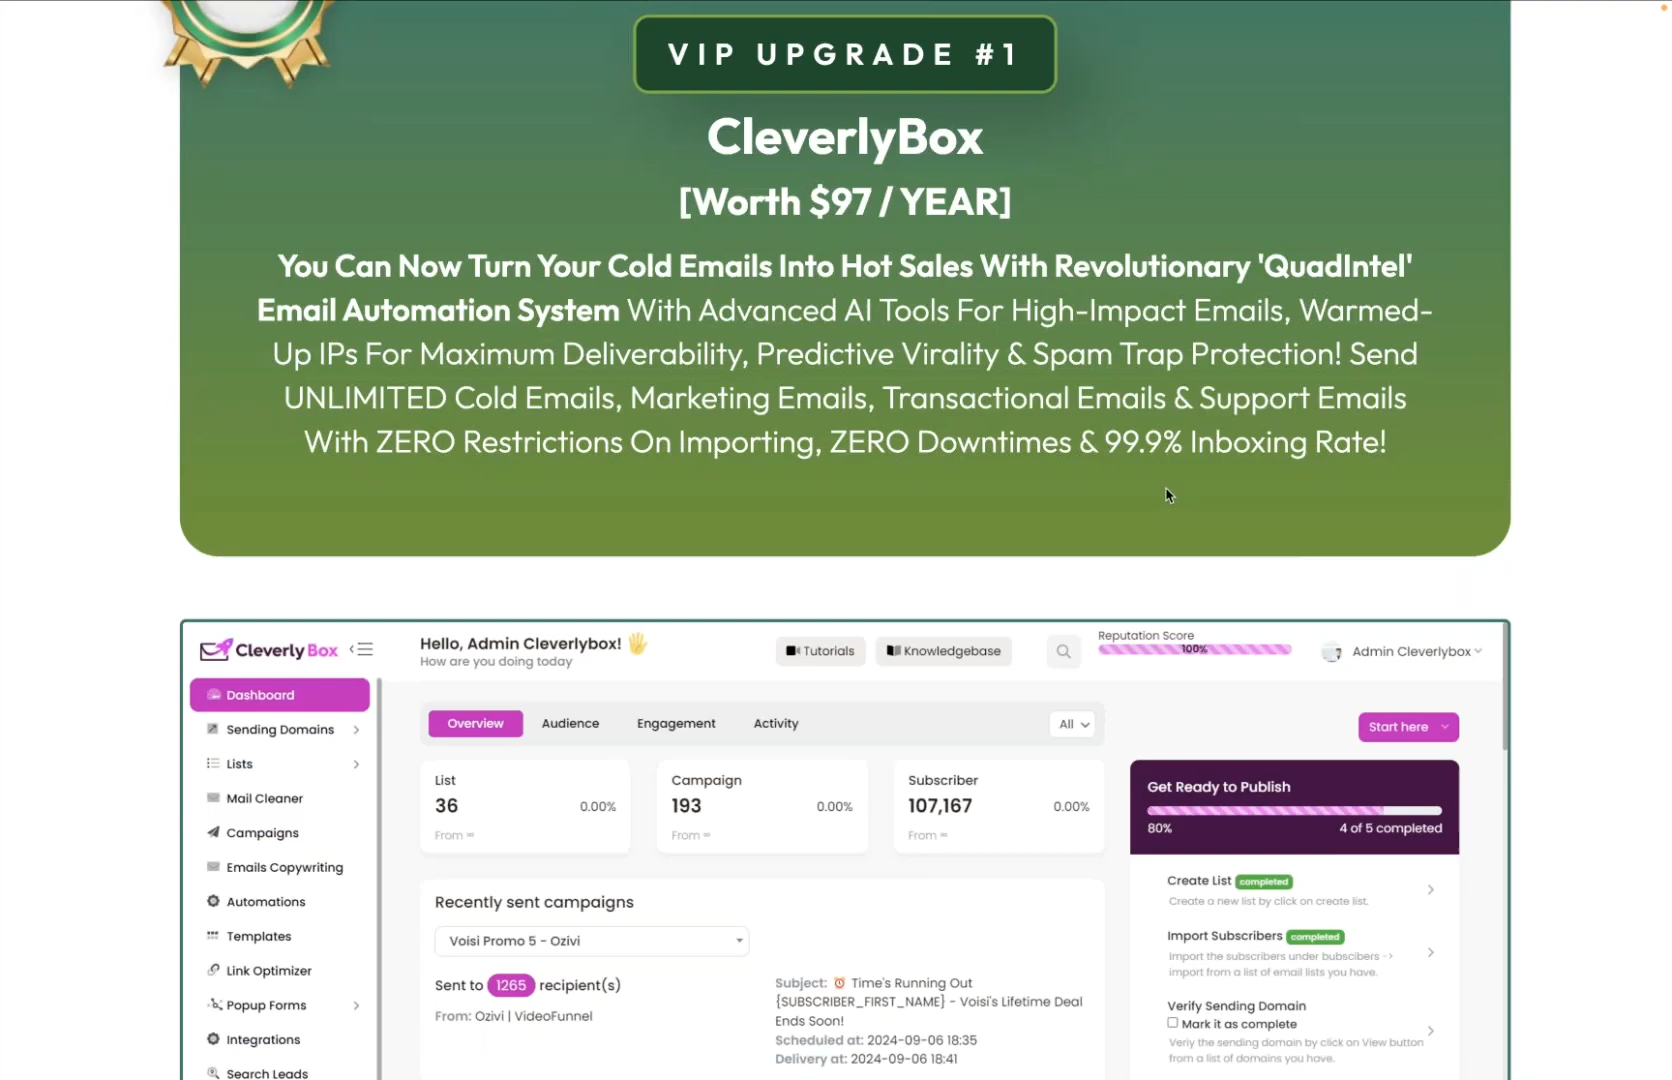 VIP UPGRADE #1
CleverlyBox
[Worth $97 / YEAR]
You Can Now Turn Your Cold Emails Into Hot Sales With Revolutionary 'QuadIntel'
Email Automation System With Advanced AI Tools For High-Impact Emails, Warmed-
Up IPs For Maximum Deliverability, Predictive Virality & Spam Trap Protection! Send
UNLIMITED Cold Emails, Marketing Emails, Transactional Emails & Support Emails
With ZERO Restrictions On Importing, ZERO Downtimes & 99.9% Inboxing Rate!
Cleverly Box
Hello, Admin Cleverlybox! 🖐
How are you doing today
Tutorials
Knowledgebase
Reputation Score
100%
Admin Cleverlybox
Dashboard
Sending Domains
Lists
Mail Cleaner
Campaigns
Emails Copywriting
Automations
Templates
Link Optimizer
Popup Forms
Integrations
Search Leads
Overview
Audience
Engagement
Activity
All
Start here
List
36
0.00%
From ∞
Campaign
193
0.00%
From ∞
Subscriber
107,167
0.00%
From ∞
Recently sent campaigns
Voisi Promo 5 - Ozivi
Sent to 1265 recipient(s)
From: Ozivi | VideoFunnel
Subject: ⏰ Time's Running Out
{SUBSCRIBER_FIRST_NAME} - Voisi's Lifetime Deal
Ends Soon!
Scheduled at: 2024-09-06 18:35
Delivery at: 2024-09-06 18:41
Get Ready to Publish
80%
4 of 5 completed
Create List completed
Create a new list by click on create list.
Import Subscribers completed
Import the subscribers under bubscibers ->
import from a list of email lists you have.
Verify Sending Domain
Mark it as complete
Veriy the sending domain by click on View button
from a list of domains you have.